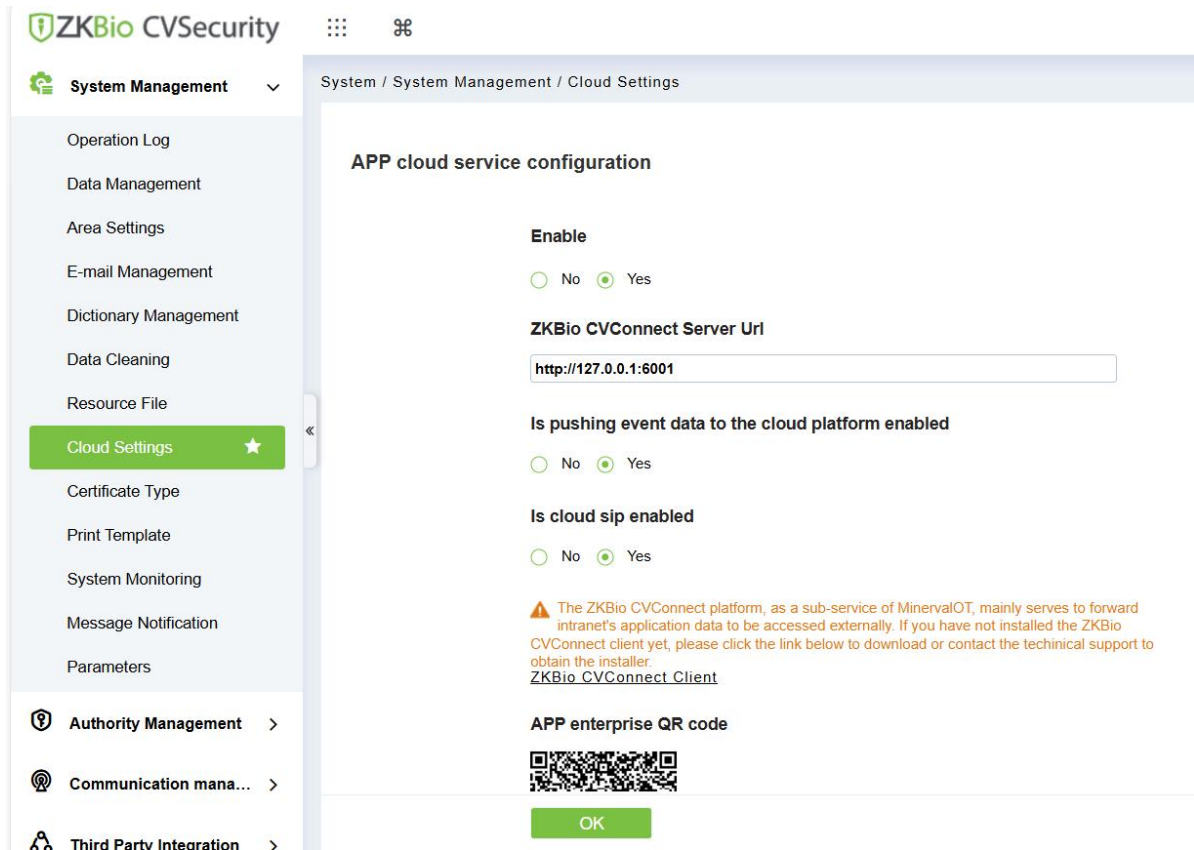 ZKBio CVSecurity
System Management
Operation Log
Data Management
Area Settings
E-mail Management
Dictionary Management
Data Cleaning
Resource File
Cloud Settings
Certificate Type
Print Template
System Monitoring
Message Notification
Parameters
Authority Management
Communication mana...
Third Party Integration
System / System Management / Cloud Settings
APP cloud service configuration
Enable
No Yes
ZKBio CVConnect Server Url
http://127.0.0.1:6001
Is pushing event data to the cloud platform enabled
No Yes
Is cloud sip enabled
No Yes
The ZKBio CVConnect platform, as a sub-service of MinervaIOT, mainly serves to forward
intranet's application data to be accessed externally. If you have not installed the ZKBio
CVConnect client yet, please click the link below to download or contact the techinical support to
obtain the installer.
ZKBio CVConnect Client
APP enterprise QR code
OK